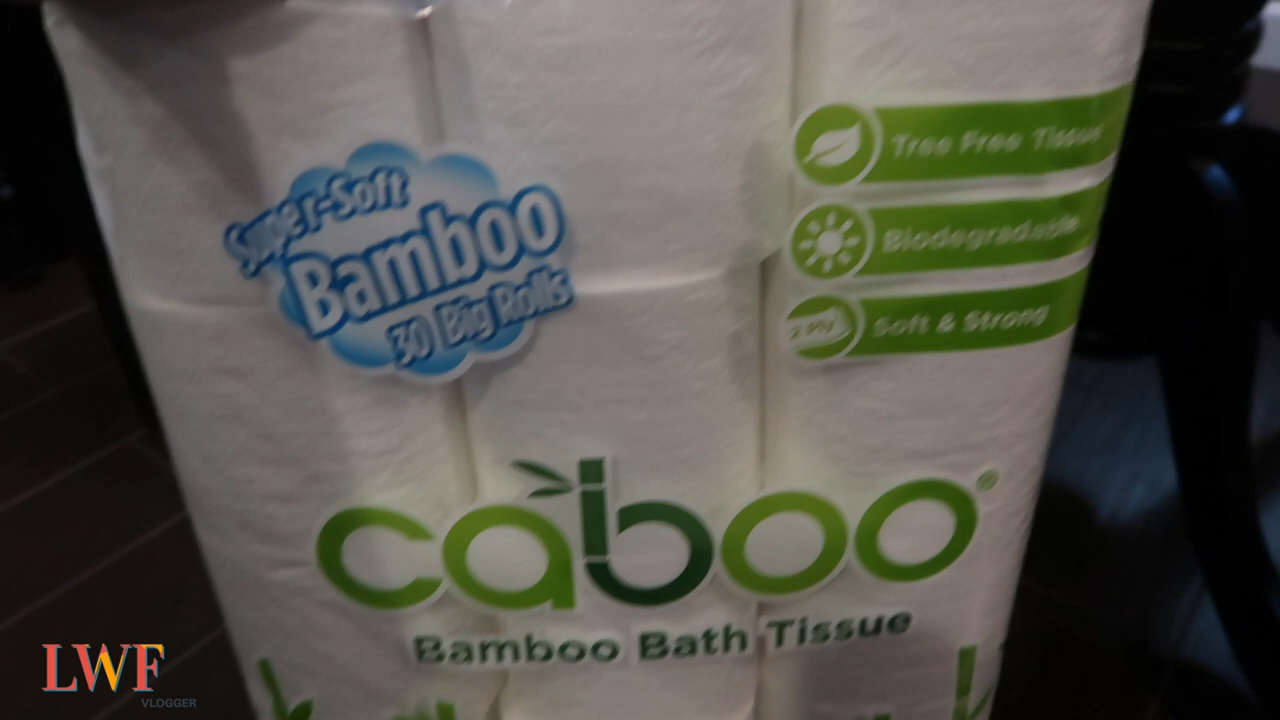 Super-Soft
Bamboo
30 Big Rolls
Tree Free Tissue
Biodegradable
2 Ply
Soft & Strong
caboo®
Bamboo Bath Tissue
LWF
VLOGGER